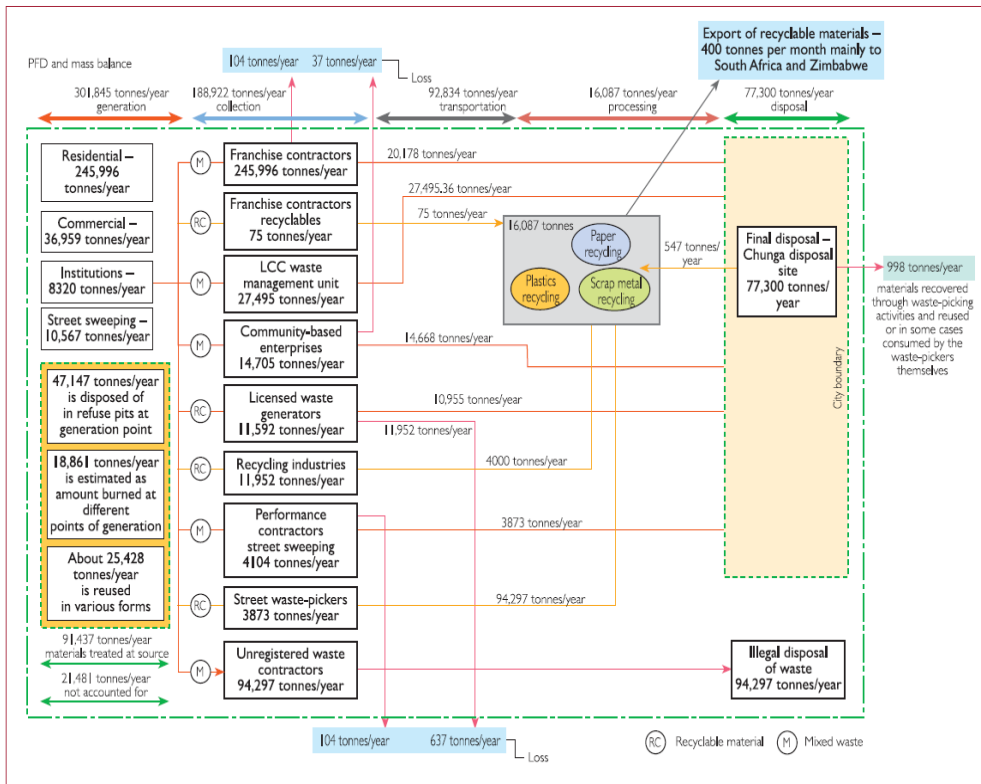 Export of recyclable materials –
400 tonnes per month mainly to
South Africa and Zimbabwe
104 tonnes/year
37 tonnes/year
Loss
PFD and mass balance
301,845 tonnes/year
generation
188,922 tonnes/year
collection
92,834 tonnes/year
transportation
16,087 tonnes/year
processing
77,300 tonnes/year
disposal
Residential –
245,996
tonnes/year
Commercial –
36,959 tonnes/year
Institutions –
8320 tonnes/year
Street sweeping –
10,567 tonnes/year
47,147 tonnes/year
is disposed of
in refuse pits at
generation point
18,861 tonnes/year
is estimated as
amount burned at
different
points of generation
About 25,428
tonnes/year
is reused
in various forms
91,437 tonnes/year
materials treated at source
21,481 tonnes/year
not accounted for
M
Franchise contractors
245,996 tonnes/year
20,178 tonnes/year
RC
Franchise contractors
recyclables
75 tonnes/year
75 tonnes/year
M
LCC waste
management unit
27,495 tonnes/year
27,495.36 tonnes/year
M
Community-based
enterprises
14,705 tonnes/year
14,668 tonnes/year
RC
Licensed waste
generators
11,592 tonnes/year
10,955 tonnes/year
11,952 tonnes/year
RC
Recycling industries
11,952 tonnes/year
4000 tonnes/year
M
Performance
contractors
street sweeping
4104 tonnes/year
3873 tonnes/year
RC
Street waste-pickers
3873 tonnes/year
94,297 tonnes/year
M
Unregistered waste
contractors
94,297 tonnes/year
16,087 tonnes
Paper
recycling
Plastics
recycling
Scrap metal
recycling
547 tonnes/
year
Final disposal –
Chunga disposal
site
77,300 tonnes/
year
City boundary
998 tonnes/year
materials recovered
through waste-picking
activities and reused
or in some cases
consumed by the
waste-pickers
themselves
Illegal disposal
of waste
94,297 tonnes/year
104 tonnes/year
637 tonnes/year
Loss
RC
Recyclable material
M
Mixed waste